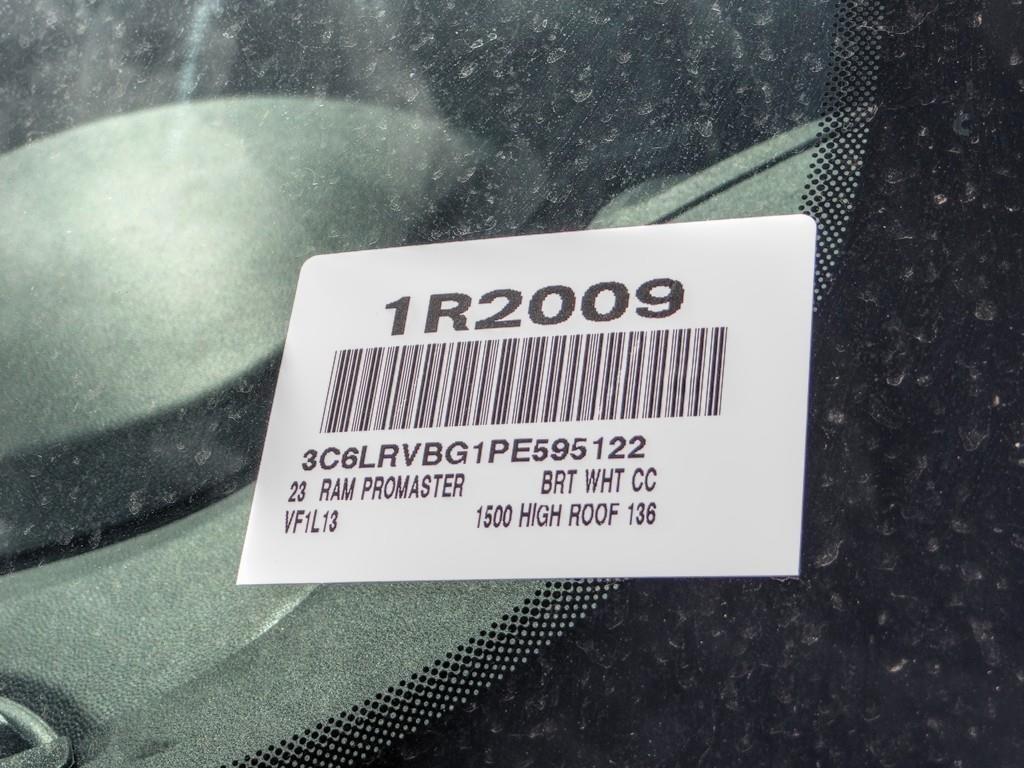 1R2009
3C6LRVBG1PE595122
23 RAM PROMASTER BRT WHT CC
VF1L13 1500 HIGH ROOF 136